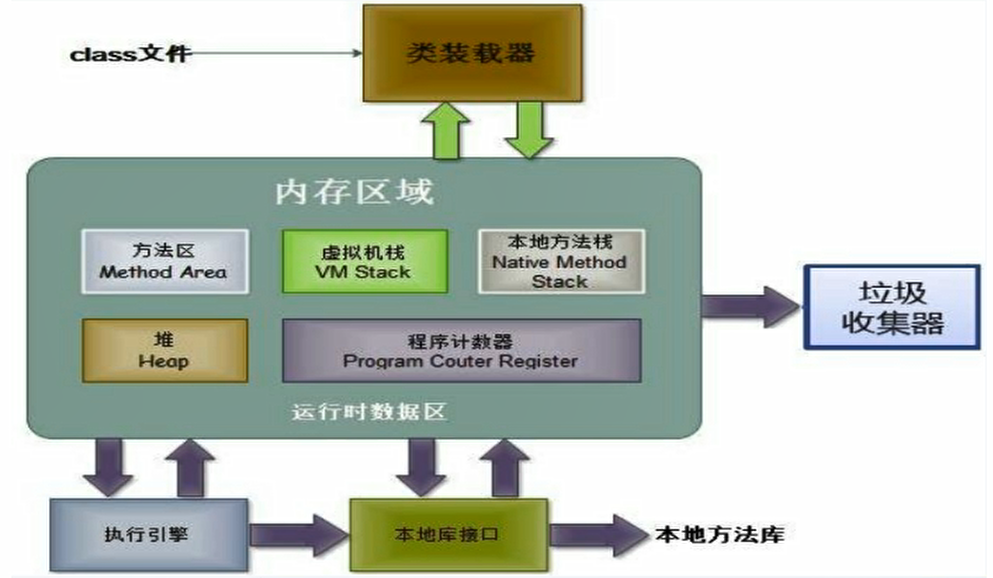 class文件
类装载器
内存区域
方法区
Method Area
虚拟机栈
VM Stack
本地方法栈
Native Method
Stack
堆
Heap
程序计数器
Program Couter Register
运行时数据区
垃圾
收集器
执行引擎
本地库接口
本地方法库